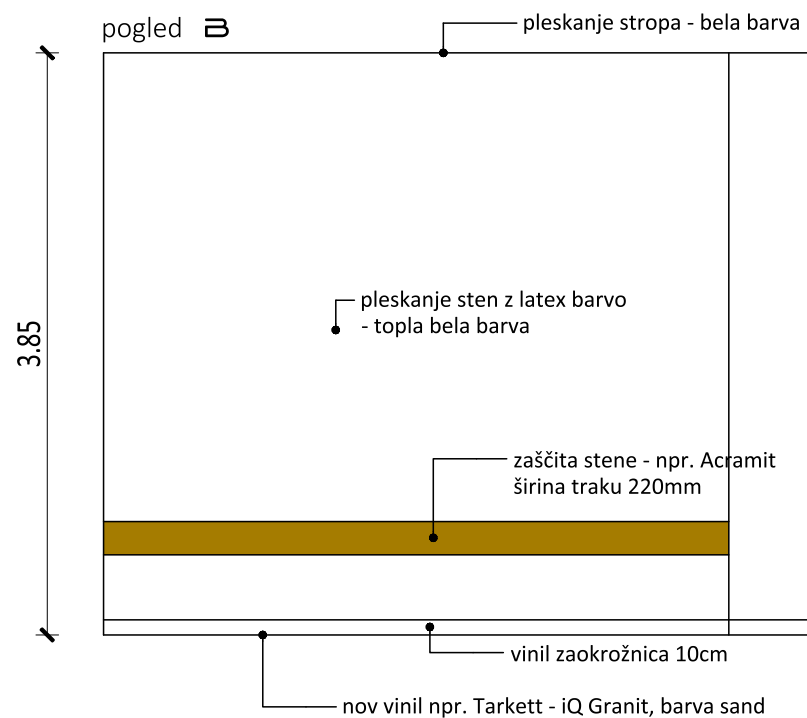 pogled B
pleskanje stropa - bela barva
3.85
pleskanje sten z latex barvo
- topla bela barva
zaščita stene - npr. Acramit
širina traku 220mm
vinil zaokrožnica 10cm
nov vinil npr. Tarkett - iQ Granit, barva sand